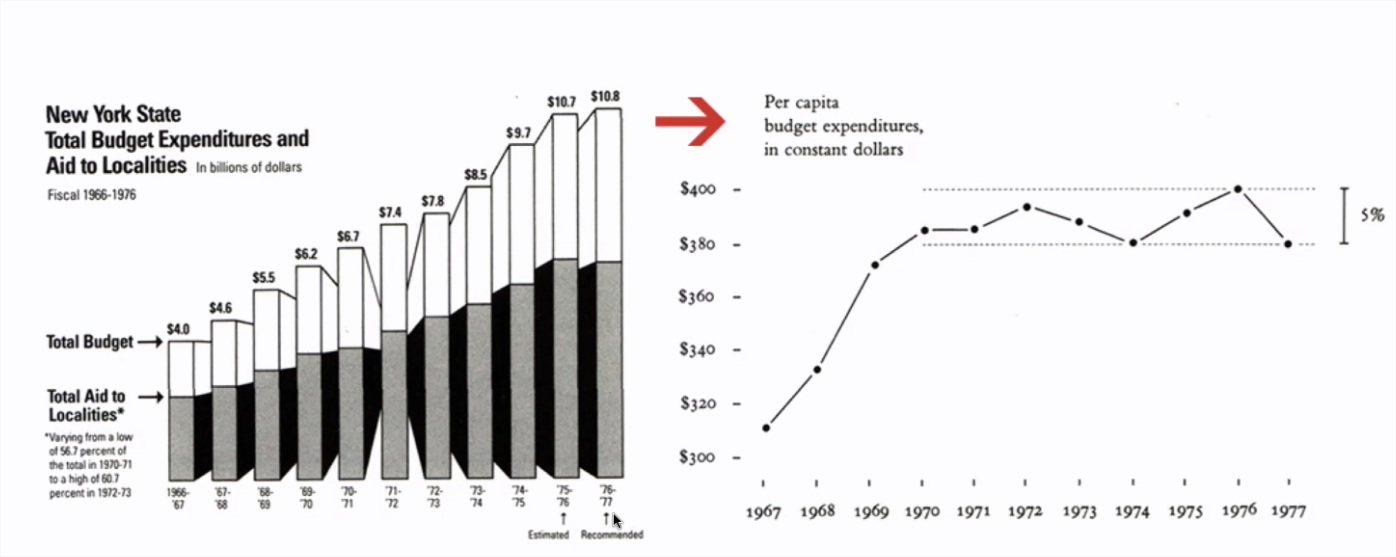 New York State
Total Budget Expenditures and
Aid to Localities In billions of dollars
Fiscal 1966-1976
$4.0
$4.6
$5.5
$6.2
$6.7
$7.4
$7.8
$8.5
$9.7
$10.7
$10.8
Total Budget
Total Aid to
Localities*
*Varying from a low
of 56.7 percent of
the total in 1970-71
to a high of 60.7
percent in 1972-73
1966-
'67
'67-
'68
'68-
'69
'69-
'70
'70-
'71
'71-
'72
'72-
'73
'73-
'74
'74-
'75
'75-
'76
'76-
'77
Estimated
Recommended
Per capita
budget expenditures,
in constant dollars
$400
$380
$360
$340
$320
$300
5%
1967 1968 1969 1970 1971 1972 1973 1974 1975 1976 1977